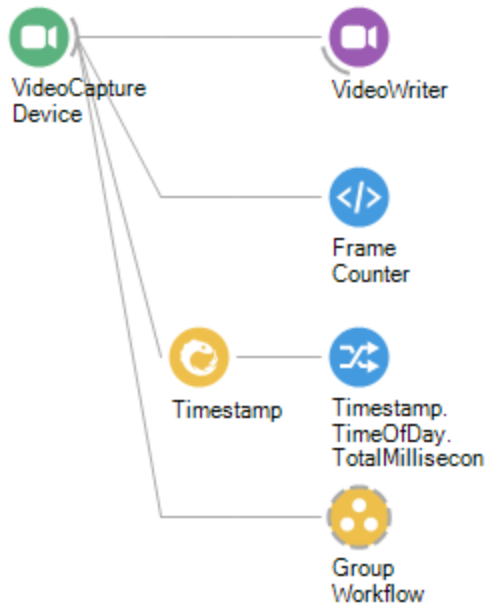 VideoCapture
Device
VideoWriter
</>
Frame
Counter
Timestamp
Timestamp.
TimeOfDay.
TotalMillisecon
Group
Workflow